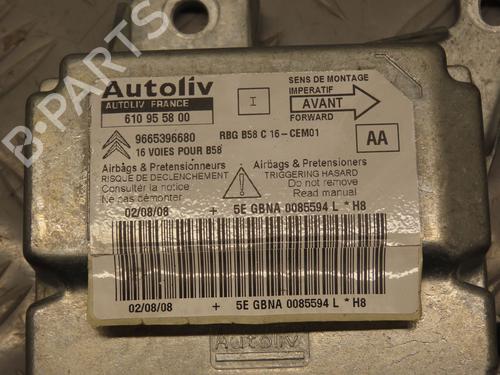 Autoliv
AUTOLIV FRANCE
610 95 58 00
I
SENS DE MONTAGE
IMPERATIF
AVANT
FORWARD
9665396680
RBG B58 C 16-CEM01
16 VOIES POUR B58
AA
Airbags & Pretensionneurs
RISQUE DE DECLENCHEMENT
Consulter la notice
Ne pas démonter
Airbags & Pretensioners
TRIGGERING HAZARD
Do not remove
Read manual
02/08/08 + 5E GBNA 0085594 L * H8
02/08/08 + 5E GBNA 0085594 L * H8
Autoliv